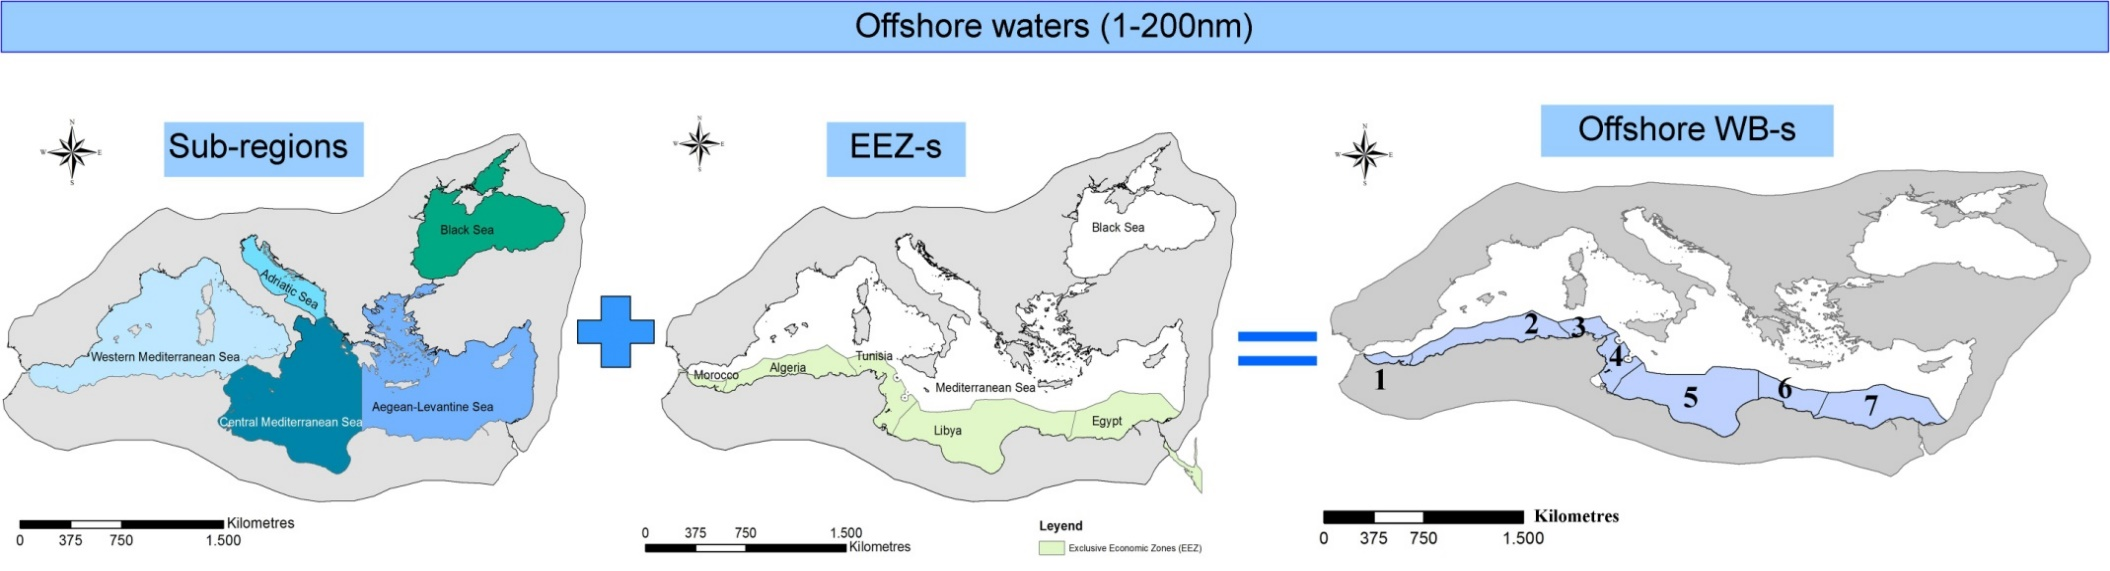 Offshore waters (1-200nm)
Sub-regions
N
W E
S
Black Sea
Adriatic Sea
Western Mediterranean Sea
Central Mediterranean Sea
Aegean-Levantine Sea
Kilometres
0 375 750 1.500
EEZ-s
N
W E
S
Black Sea
Tunisia
Algeria
Morocco
Mediterranean Sea
Libya
Egypt
0 375 750 1.500
Kilometres
Leyend
Exclusive Economic Zones (EEZ)
Offshore WB-s
N
W E
S
1
2
3
4
5
6
7
Kilometres
0 375 750 1.500